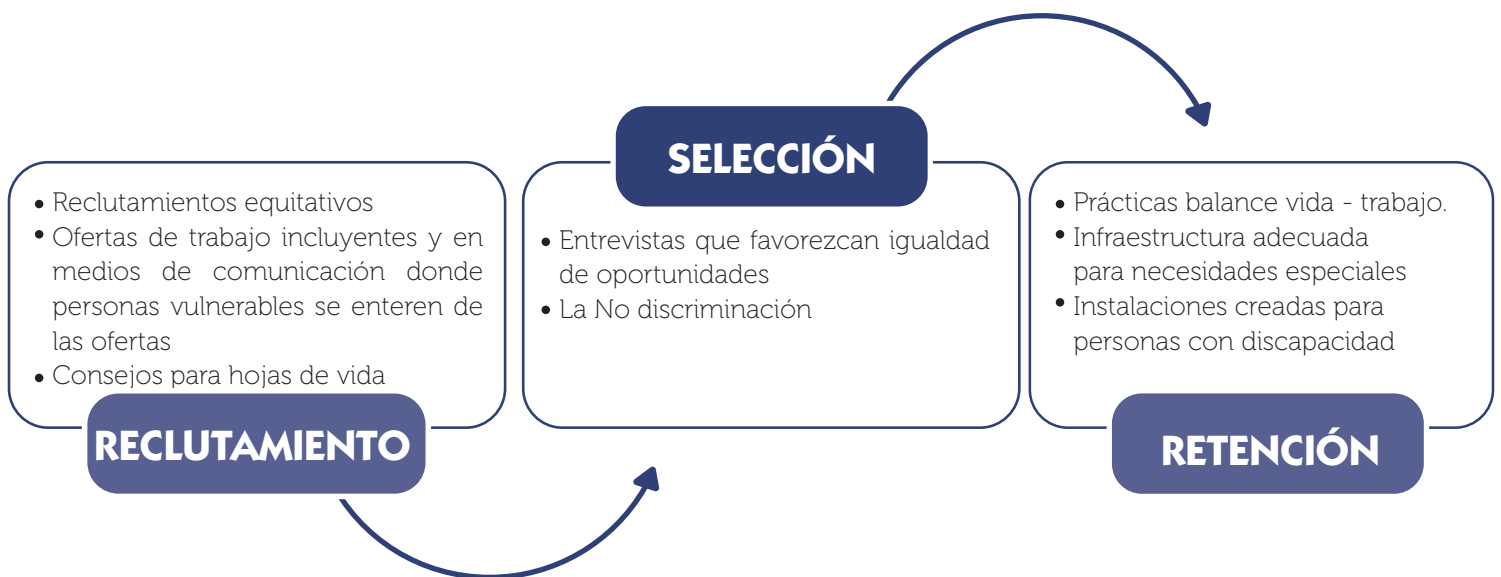 • Reclutamientos equitativos
• Ofertas de trabajo incluyentes y en
medios de comunicación donde
personas vulnerables se enteren de
las ofertas
• Consejos para hojas de vida
RECLUTAMIENTO
SELECCIÓN
• Entrevistas que favorezcan igualdad
de oportunidades
• La No discriminación
• Prácticas balance vida - trabajo.
• Infraestructura adecuada
para necesidades especiales
• Instalaciones creadas para
personas con discapacidad
RETENCIÓN